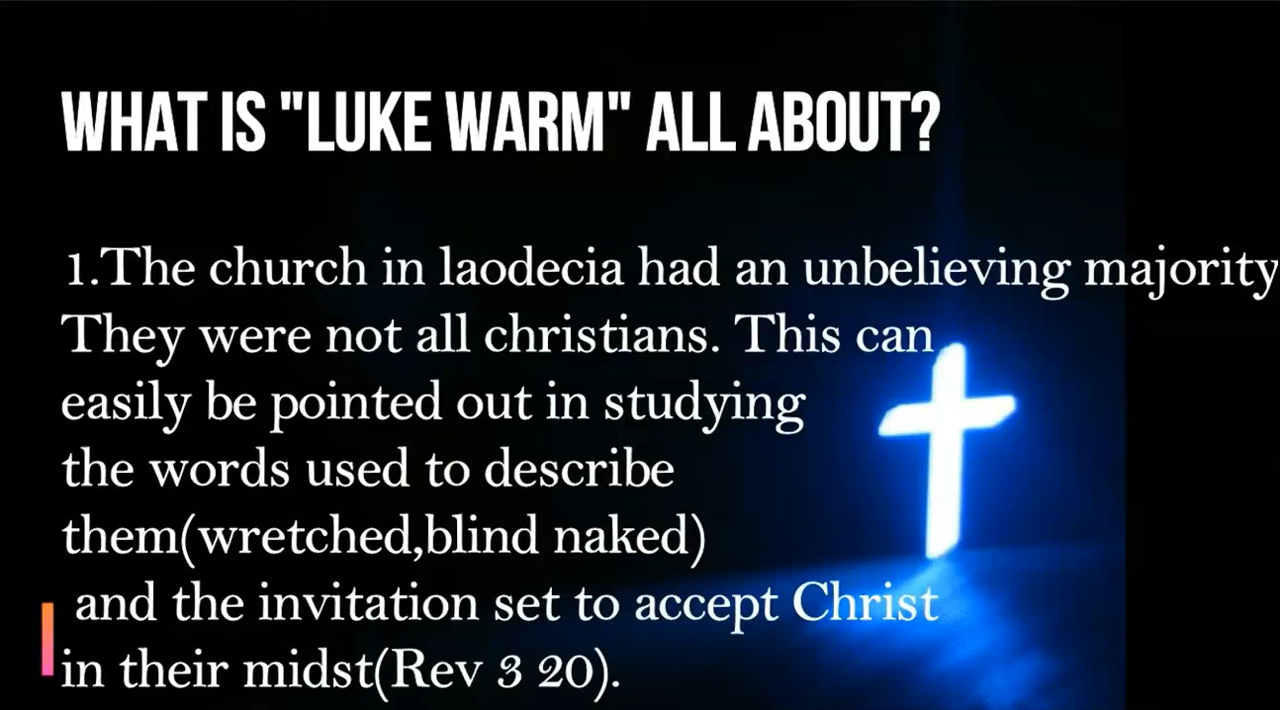 WHAT IS "LUKE WARM" ALL ABOUT?
1.The church in laodecia had an unbelieving majority
They were not all christians. This can
easily be pointed out in studying
the words used to describe
them(wretched,blind naked)
and the invitation set to accept Christ
in their midst(Rev 3 20).